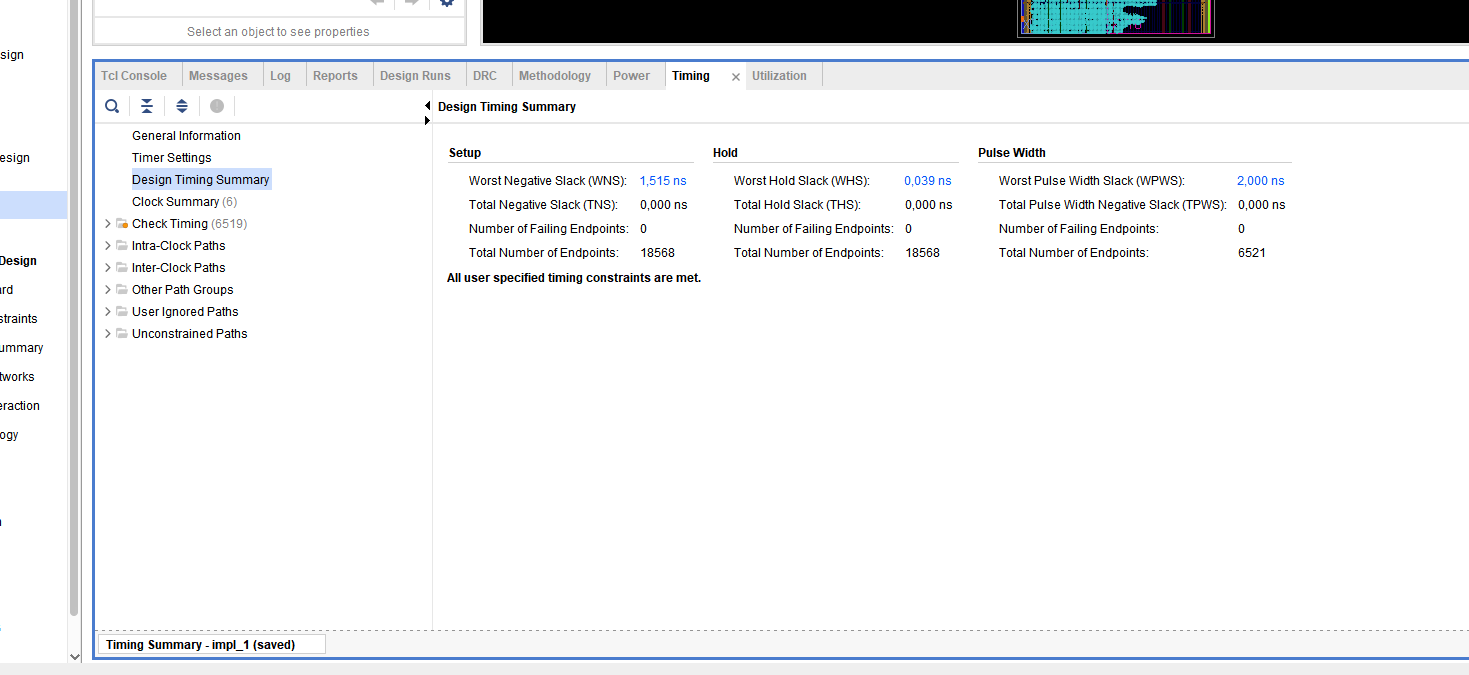 Select an object to see properties
sign
esign
Design
ard
straints
ummary
tworks
eraction
ogy
Tcl Console Messages Log Reports Design Runs DRC Methodology Power Timing × Utilization
Design Timing Summary
General Information
Timer Settings
Design Timing Summary
Clock Summary (6)
Check Timing (6519)
Intra-Clock Paths
Inter-Clock Paths
Other Path Groups
User Ignored Paths
Unconstrained Paths
Setup
Worst Negative Slack (WNS): 1,515 ns
Total Negative Slack (TNS): 0,000 ns
Number of Failing Endpoints: 0
Total Number of Endpoints: 18568
Hold
Worst Hold Slack (WHS): 0,039 ns
Total Hold Slack (THS): 0,000 ns
Number of Failing Endpoints: 0
Total Number of Endpoints: 18568
Pulse Width
Worst Pulse Width Slack (WPWS): 2,000 ns
Total Pulse Width Negative Slack (TPWS): 0,000 ns
Number of Failing Endpoints: 0
Total Number of Endpoints: 6521
All user specified timing constraints are met.
Timing Summary - impl_1 (saved)